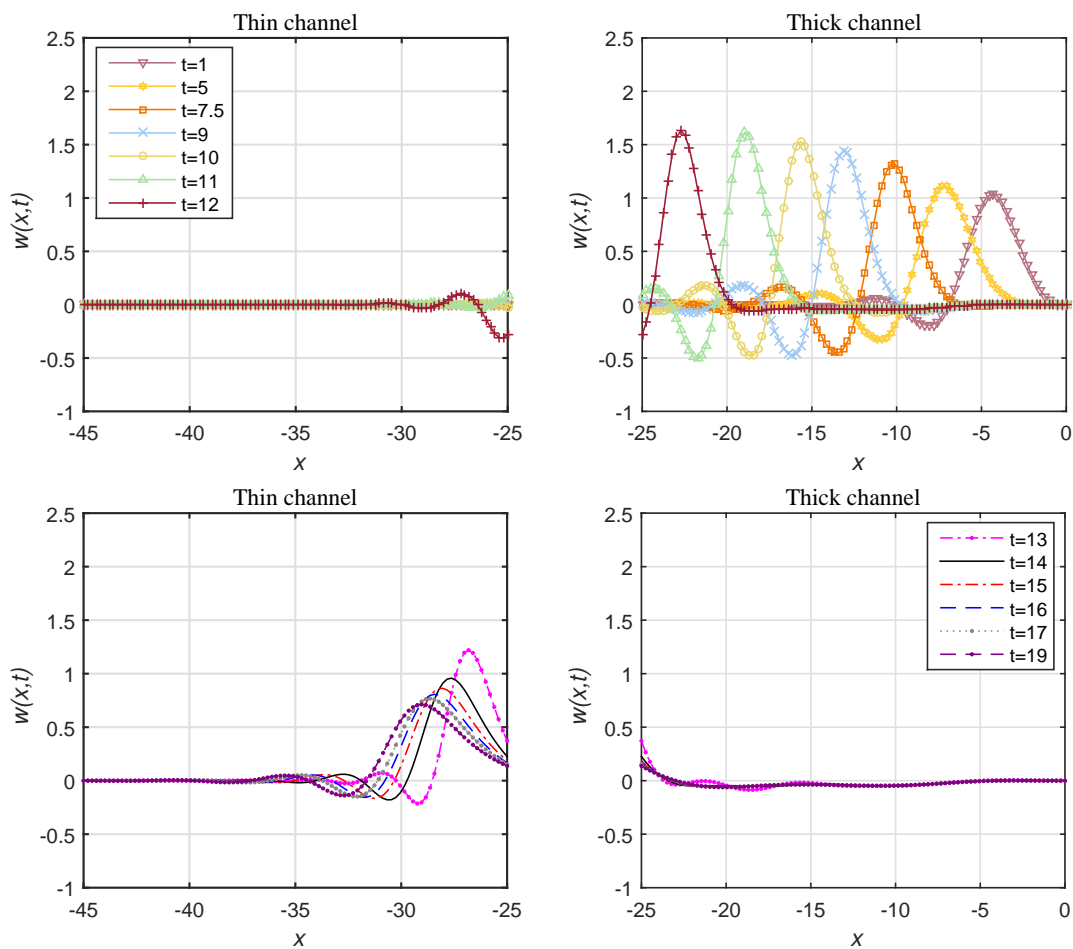 Thin channel
2.5
2
1.5
1
0.5
0
-0.5
-1
w(x,t)
t=1
t=5
t=7.5
t=9
t=10
t=11
t=12
-45
-40
-35
-30
-25
x
Thick channel
2.5
2
1.5
1
0.5
0
-0.5
-1
w(x,t)
-25
-20
-15
-10
-5
0
x
Thin channel
2.5
2
1.5
1
0.5
0
-0.5
-1
w(x,t)
-45
-40
-35
-30
-25
x
Thick channel
2.5
2
1.5
1
0.5
0
-0.5
-1
w(x,t)
t=13
t=14
t=15
t=16
t=17
t=19
-25
-20
-15
-10
-5
0
x